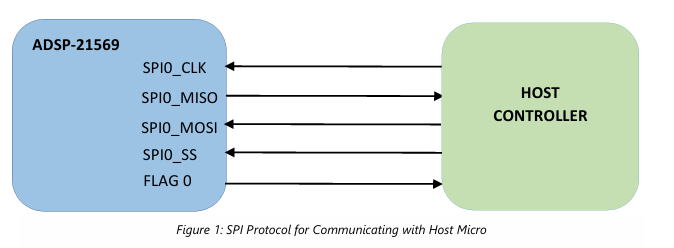 ADSP-21569
SPI0_CLK
SPI0_MISO
SPI0_MOSI
SPI0_SS
FLAG 0
HOST
CONTROLLER
Figure 1: SPI Protocol for Communicating with Host Micro